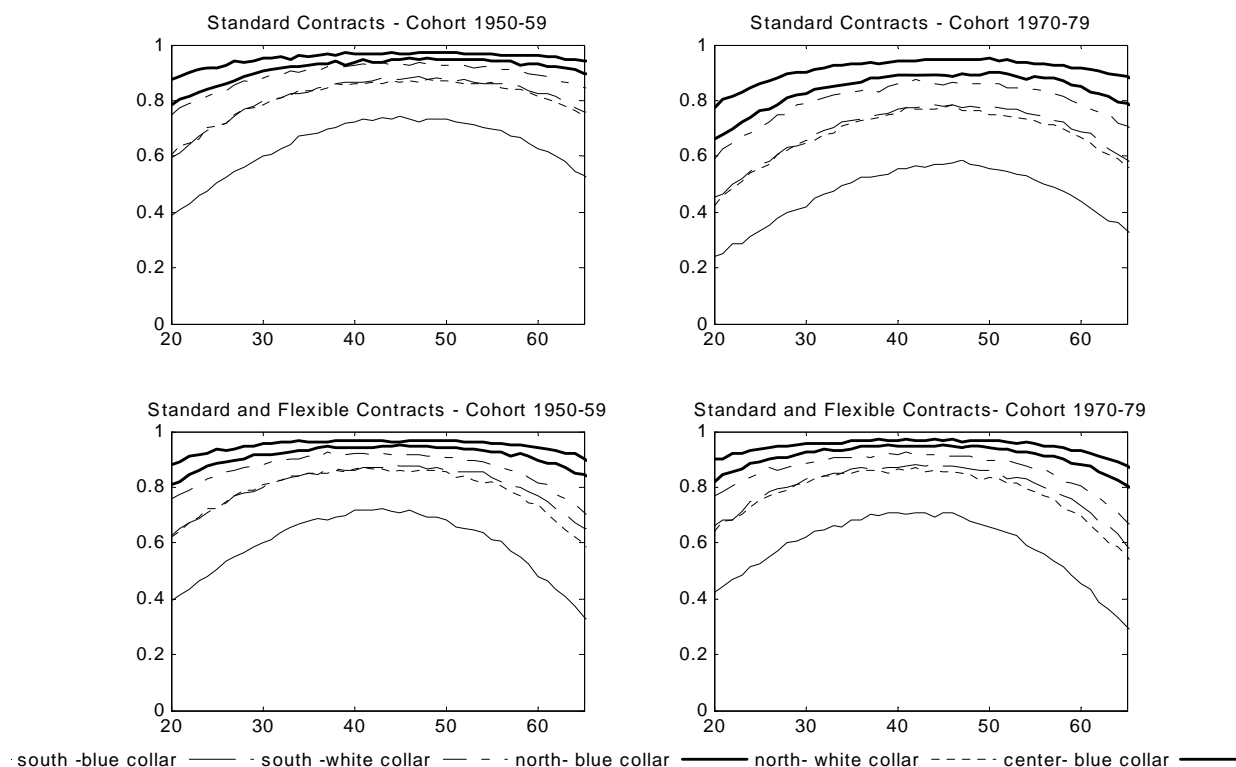 Standard Contracts - Cohort 1950-59
1
0.8
0.6
0.4
0.2
0
20 30 40 50 60
Standard Contracts - Cohort 1970-79
1
0.8
0.6
0.4
0.2
0
20 30 40 50 60
Standard and Flexible Contracts - Cohort 1950-59
1
0.8
0.6
0.4
0.2
0
20 30 40 50 60
Standard and Flexible Contracts- Cohort 1970-79
1
0.8
0.6
0.4
0.2
0
20 30 40 50 60
south -blue collar south -white collar north- blue collar north- white collar center- blue collar